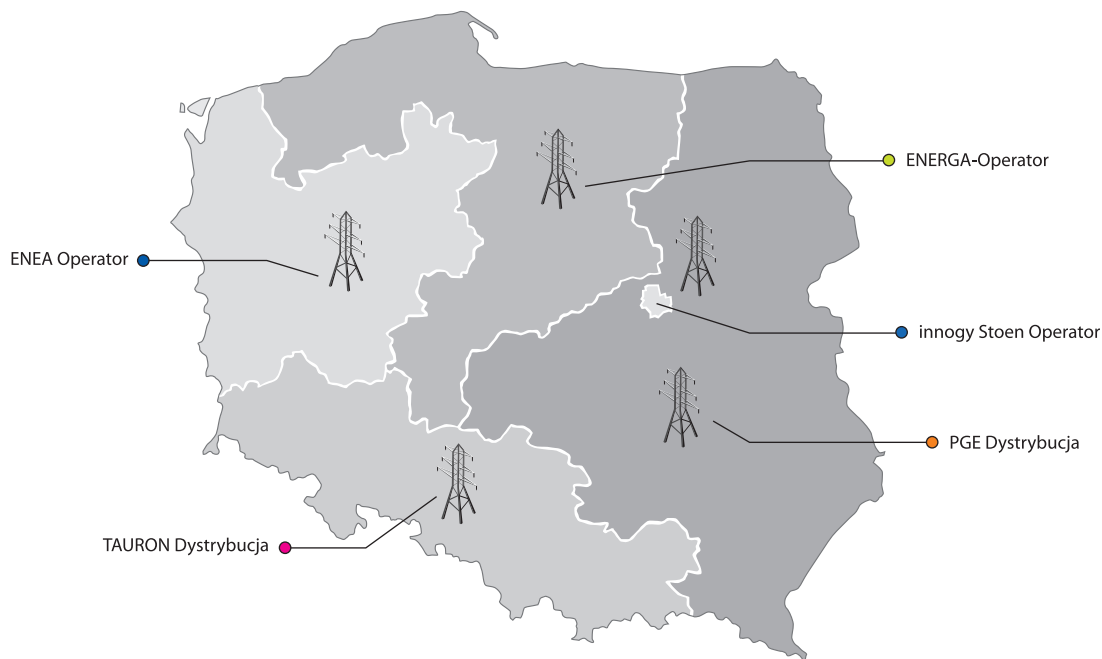 ENERGA-Operator
ENEA Operator
innogy Stoen Operator
PGE Dystrybucja
TAURON Dystrybucja